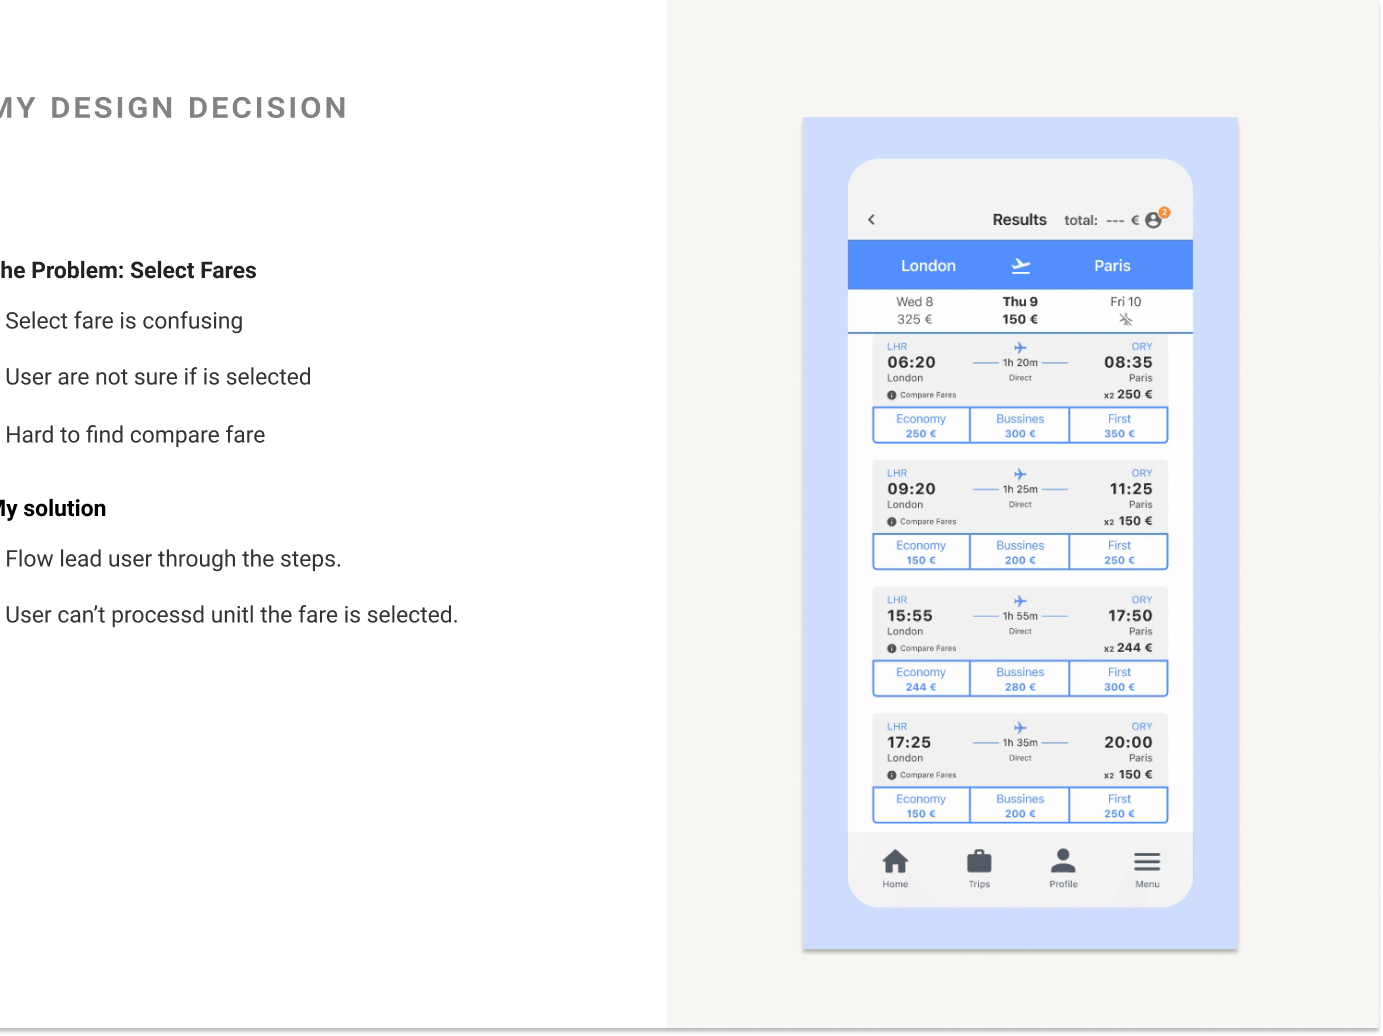 MY DESIGN DECISION
he Problem: Select Fares
Select fare is confusing
User are not sure if is selected
Hard to find compare fare
My solution
Flow lead user through the steps.
User can’t processd unitl the fare is selected.
Results total: --- € 2
London Paris
Wed 8 Thu 9 Fri 10
325 € 150 €
LHR ORY
06:20 1h 20m 08:35
London Direct Paris
Compare Fares x2 250 €
Economy Bussines First
250 € 300 € 350 €
LHR ORY
09:20 1h 25m 11:25
London Direct Paris
Compare Fares x2 150 €
Economy Bussines First
150 € 200 € 250 €
LHR ORY
15:55 1h 55m 17:50
London Direct Paris
Compare Fares x2 244 €
Economy Bussines First
244 € 280 € 300 €
LHR ORY
17:25 1h 35m 20:00
London Direct Paris
Compare Fares x2 150 €
Economy Bussines First
150 € 200 € 250 €
Home Trips Profile Menu